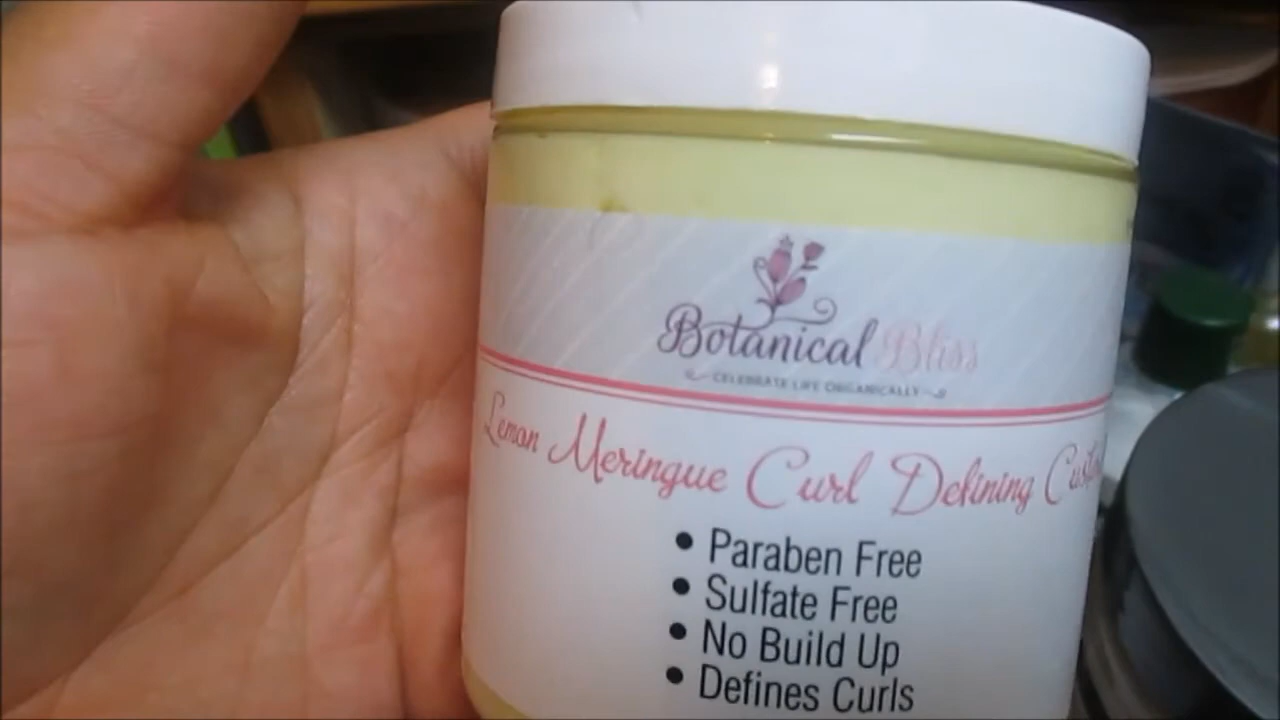 Botanical Bliss
CELEBRATE LIFE ORGANICALLY
Lemon Meringue Curl Defining
• Paraben Free
• Sulfate Free
• No Build Up
• Defines Curls